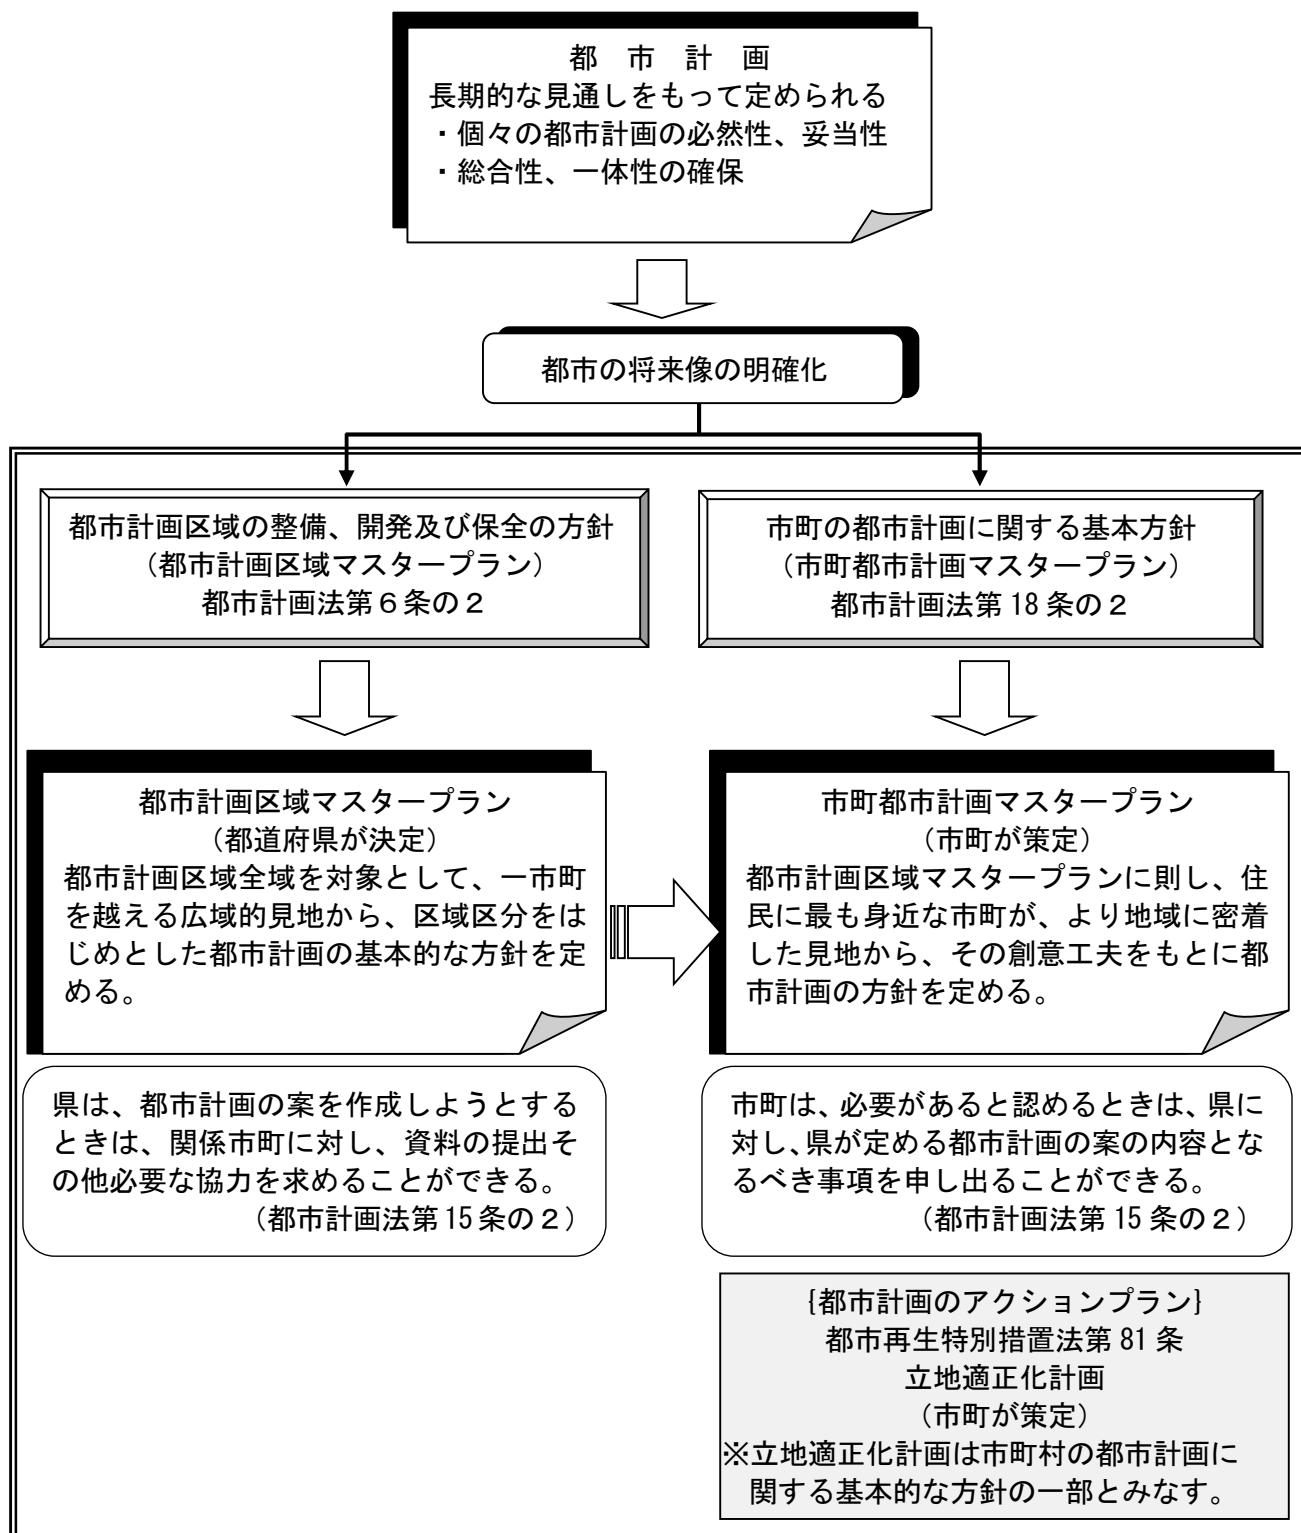 都　市　計　画
長期的な見通しをもって定められる
・個々の都市計画の必然性、妥当性
・総合性、一体性の確保
都市の将来像の明確化
都市計画区域の整備、開発及び保全の方針
（都市計画区域マスタープラン）
都市計画法第６条の２
市町の都市計画に関する基本方針
（市町都市計画マスタープラン）
都市計画法第 18 条の２
都市計画区域マスタープラン
（都道府県が決定）
都市計画区域全域を対象として、一市町
を越える広域的見地から、区域区分をは
じめとした都市計画の基本的な方針を定
める。
市町都市計画マスタープラン
（市町が策定）
都市計画区域マスタープランに則し、住
民に最も身近な市町が、より地域に密着
した見地から、その創意工夫をもとに都
市計画の方針を定める。
県は、都市計画の案を作成しようとする
ときは、関係市町に対し、資料の提出そ
の他必要な協力を求めることができる。
（都市計画法第 15 条の２）
市町は、必要があると認めるときは、県に
対し、県が定める都市計画の案の内容とな
るべき事項を申し出ることができる。
（都市計画法第 15 条の２）
{都市計画のアクションプラン}
都市再生特別措置法第 81 条
立地適正化計画
（市町が策定）
※立地適正化計画は市町村の都市計画に
関する基本的な方針の一部とみなす。